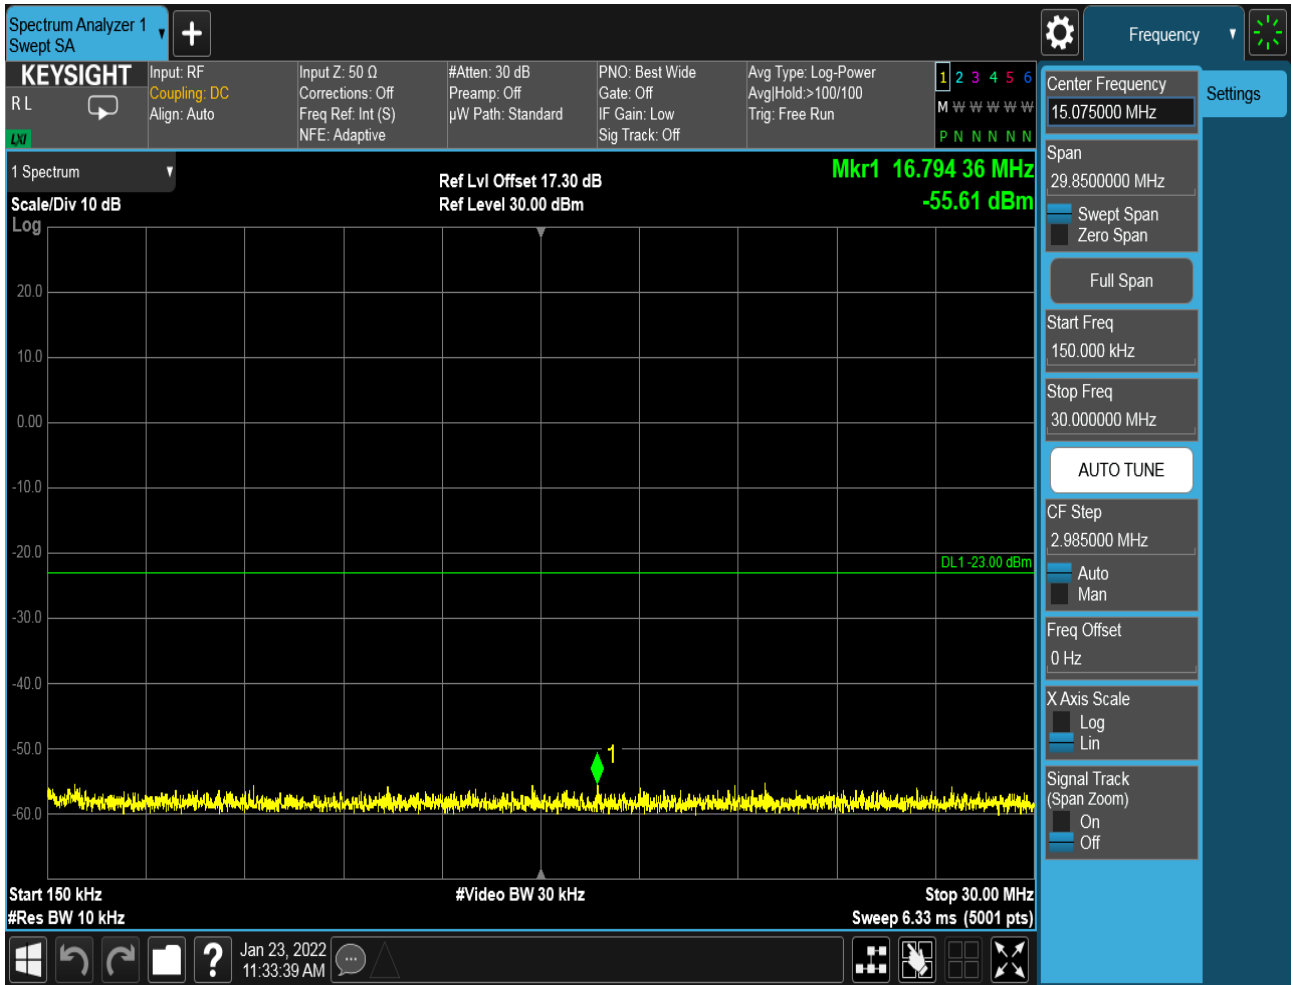 Spectrum Analyzer 1
Swept SA
Frequency
KEYSIGHT
R L
LXI
Input: RF
Coupling: DC
Align: Auto
Input Z: 50 Ω
Corrections: Off
Freq Ref: Int (S)
NFE: Adaptive
#Atten: 30 dB
Preamp: Off
µW Path: Standard
PNO: Best Wide
Gate: Off
IF Gain: Low
Sig Track: Off
Avg Type: Log-Power
Avg|Hold:>100/100
Trig: Free Run
1 2 3 4 5 6
M W W W W W
P N N N N N
1 Spectrum
Scale/Div 10 dB
Log
Ref Lvl Offset 17.30 dB
Ref Level 30.00 dBm
Mkr1 16.794 36 MHz
-55.61 dBm
20.0
10.0
0.00
-10.0
-20.0
DL1 -23.00 dBm
-30.0
-40.0
-50.0
1
-60.0
Start 150 kHz
#Video BW 30 kHz
Stop 30.00 MHz
#Res BW 10 kHz
Sweep 6.33 ms (5001 pts)
Jan 23, 2022
11:33:39 AM
Center Frequency
15.075000 MHz
Settings
Span
29.8500000 MHz
Swept Span
Zero Span
Full Span
Start Freq
150.000 kHz
Stop Freq
30.000000 MHz
AUTO TUNE
CF Step
2.985000 MHz
Auto
Man
Freq Offset
0 Hz
X Axis Scale
Log
Lin
Signal Track
(Span Zoom)
On
Off